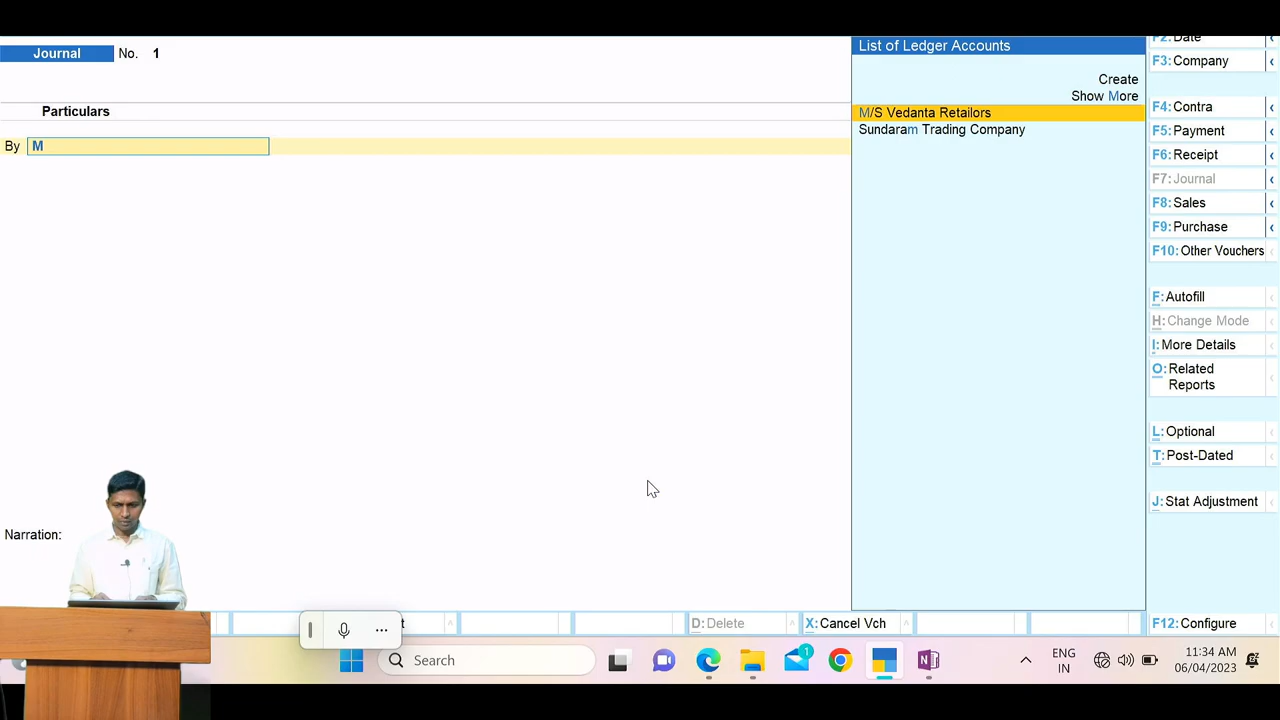 Journal No. 1
Particulars
By M
Narration:
List of Ledger Accounts
Create
Show More
M/S Vedanta Retailors
Sundaram Trading Company
F2: Date
F3: Company
F4: Contra
F5: Payment
F6: Receipt
F7: Journal
F8: Sales
F9: Purchase
F10: Other Vouchers
F: Autofill
H: Change Mode
I: More Details
O: Related
Reports
L: Optional
T: Post-Dated
J: Stat Adjustment
D: Delete
X: Cancel Vch
F12: Configure
Search
1
ENG
IN
11:34 AM
06/04/2023